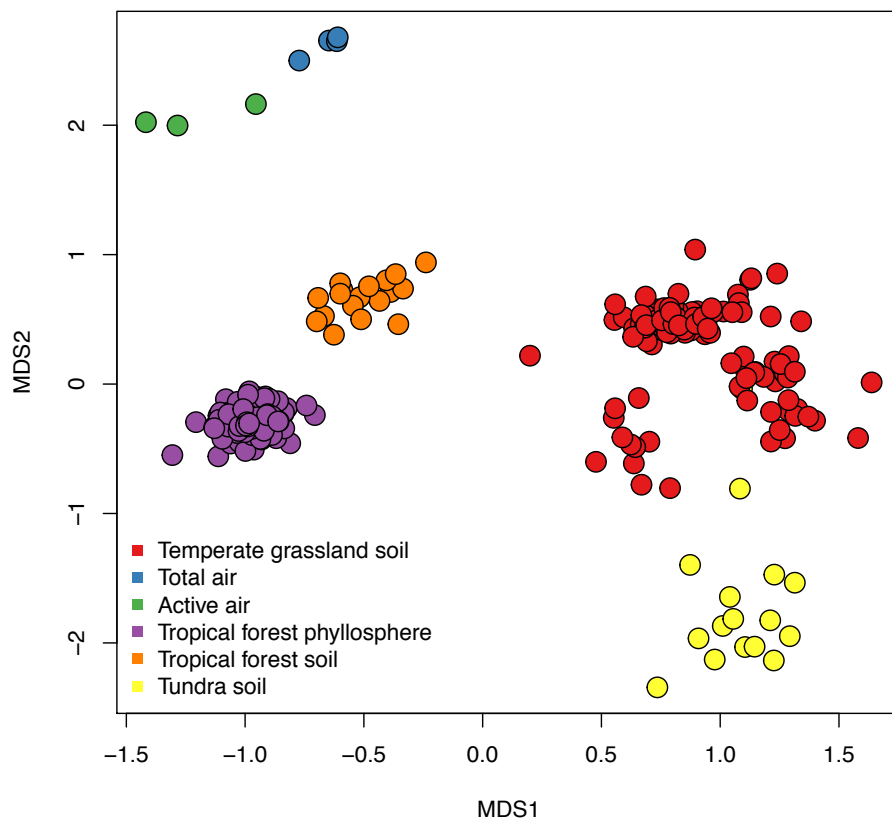 2
1
0
−1
−2
MDS2
Temperate grassland soil
Total air
Active air
Tropical forest phyllosphere
Tropical forest soil
Tundra soil
−1.5 −1.0 −0.5 0.0 0.5 1.0 1.5
MDS1